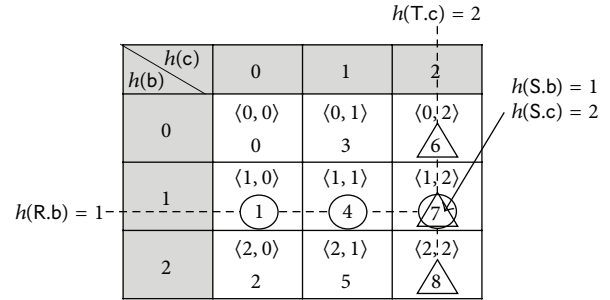 h(T.c) = 2
h(c)
h(b)
0 1 2
h(S.b) = 1
h(S.c) = 2
⟨0, 0⟩ ⟨0, 1⟩ ⟨0, 2⟩
0
0 3 6
⟨1, 0⟩ ⟨1, 1⟩ ⟨1, 2⟩
1
h(R.b) = 1
1 4 7
⟨2, 0⟩ ⟨2, 1⟩ ⟨2, 2⟩
2
2 5 8